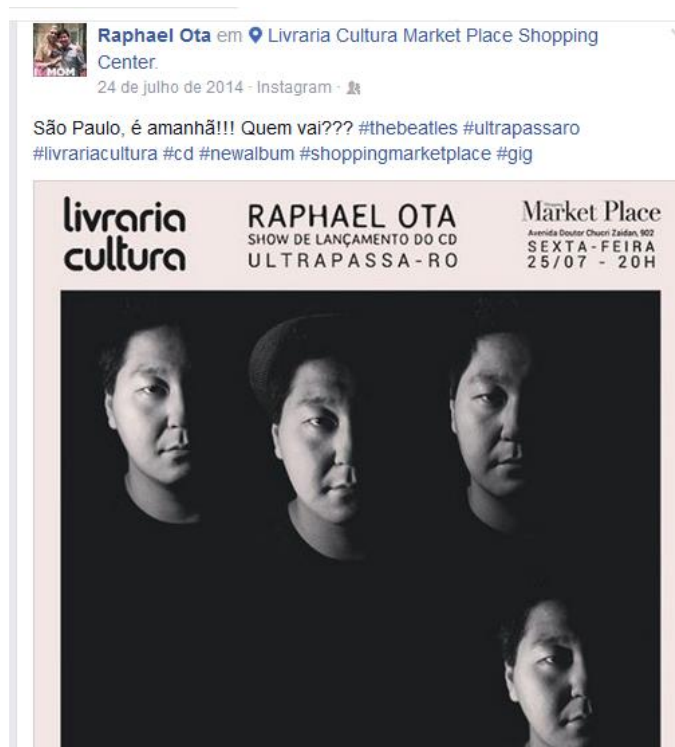 Raphael Ota em Livraria Cultura Market Place Shopping
Center.
24 de julho de 2014 · Instagram ·
São Paulo, é amanhã!!! Quem vai??? #thebeatles #ultrapassaro
#livrariacultura #cd #newalbum #shoppingmarketplace #gig
livraria
cultura
RAPHAEL OTA
SHOW DE LANÇAMENTO DO CD
ULTRAPASSA-RO
Market Place
Avenida Doutor Chucri Zaidan, 902
SEXTA-FEIRA
25/07 - 20H
MOM